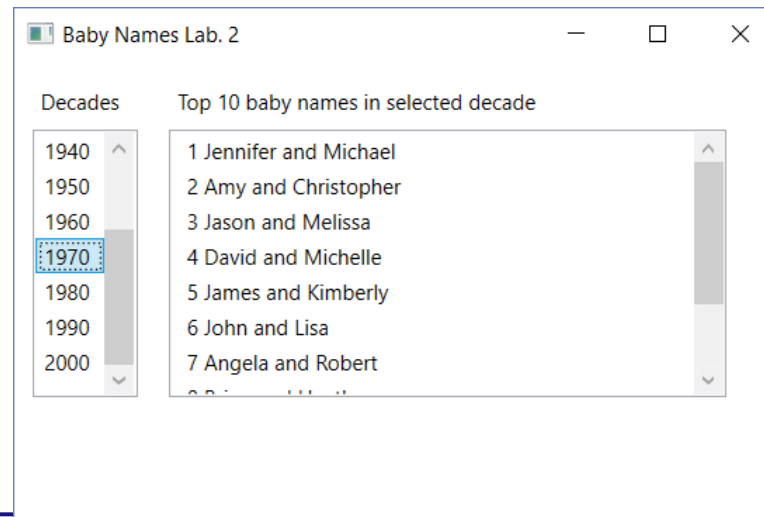 Baby Names Lab. 2
Decades
Top 10 baby names in selected decade
1940
1950
1960
1970
1980
1990
2000
1 Jennifer and Michael
2 Amy and Christopher
3 Jason and Melissa
4 David and Michelle
5 James and Kimberly
6 John and Lisa
7 Angela and Robert